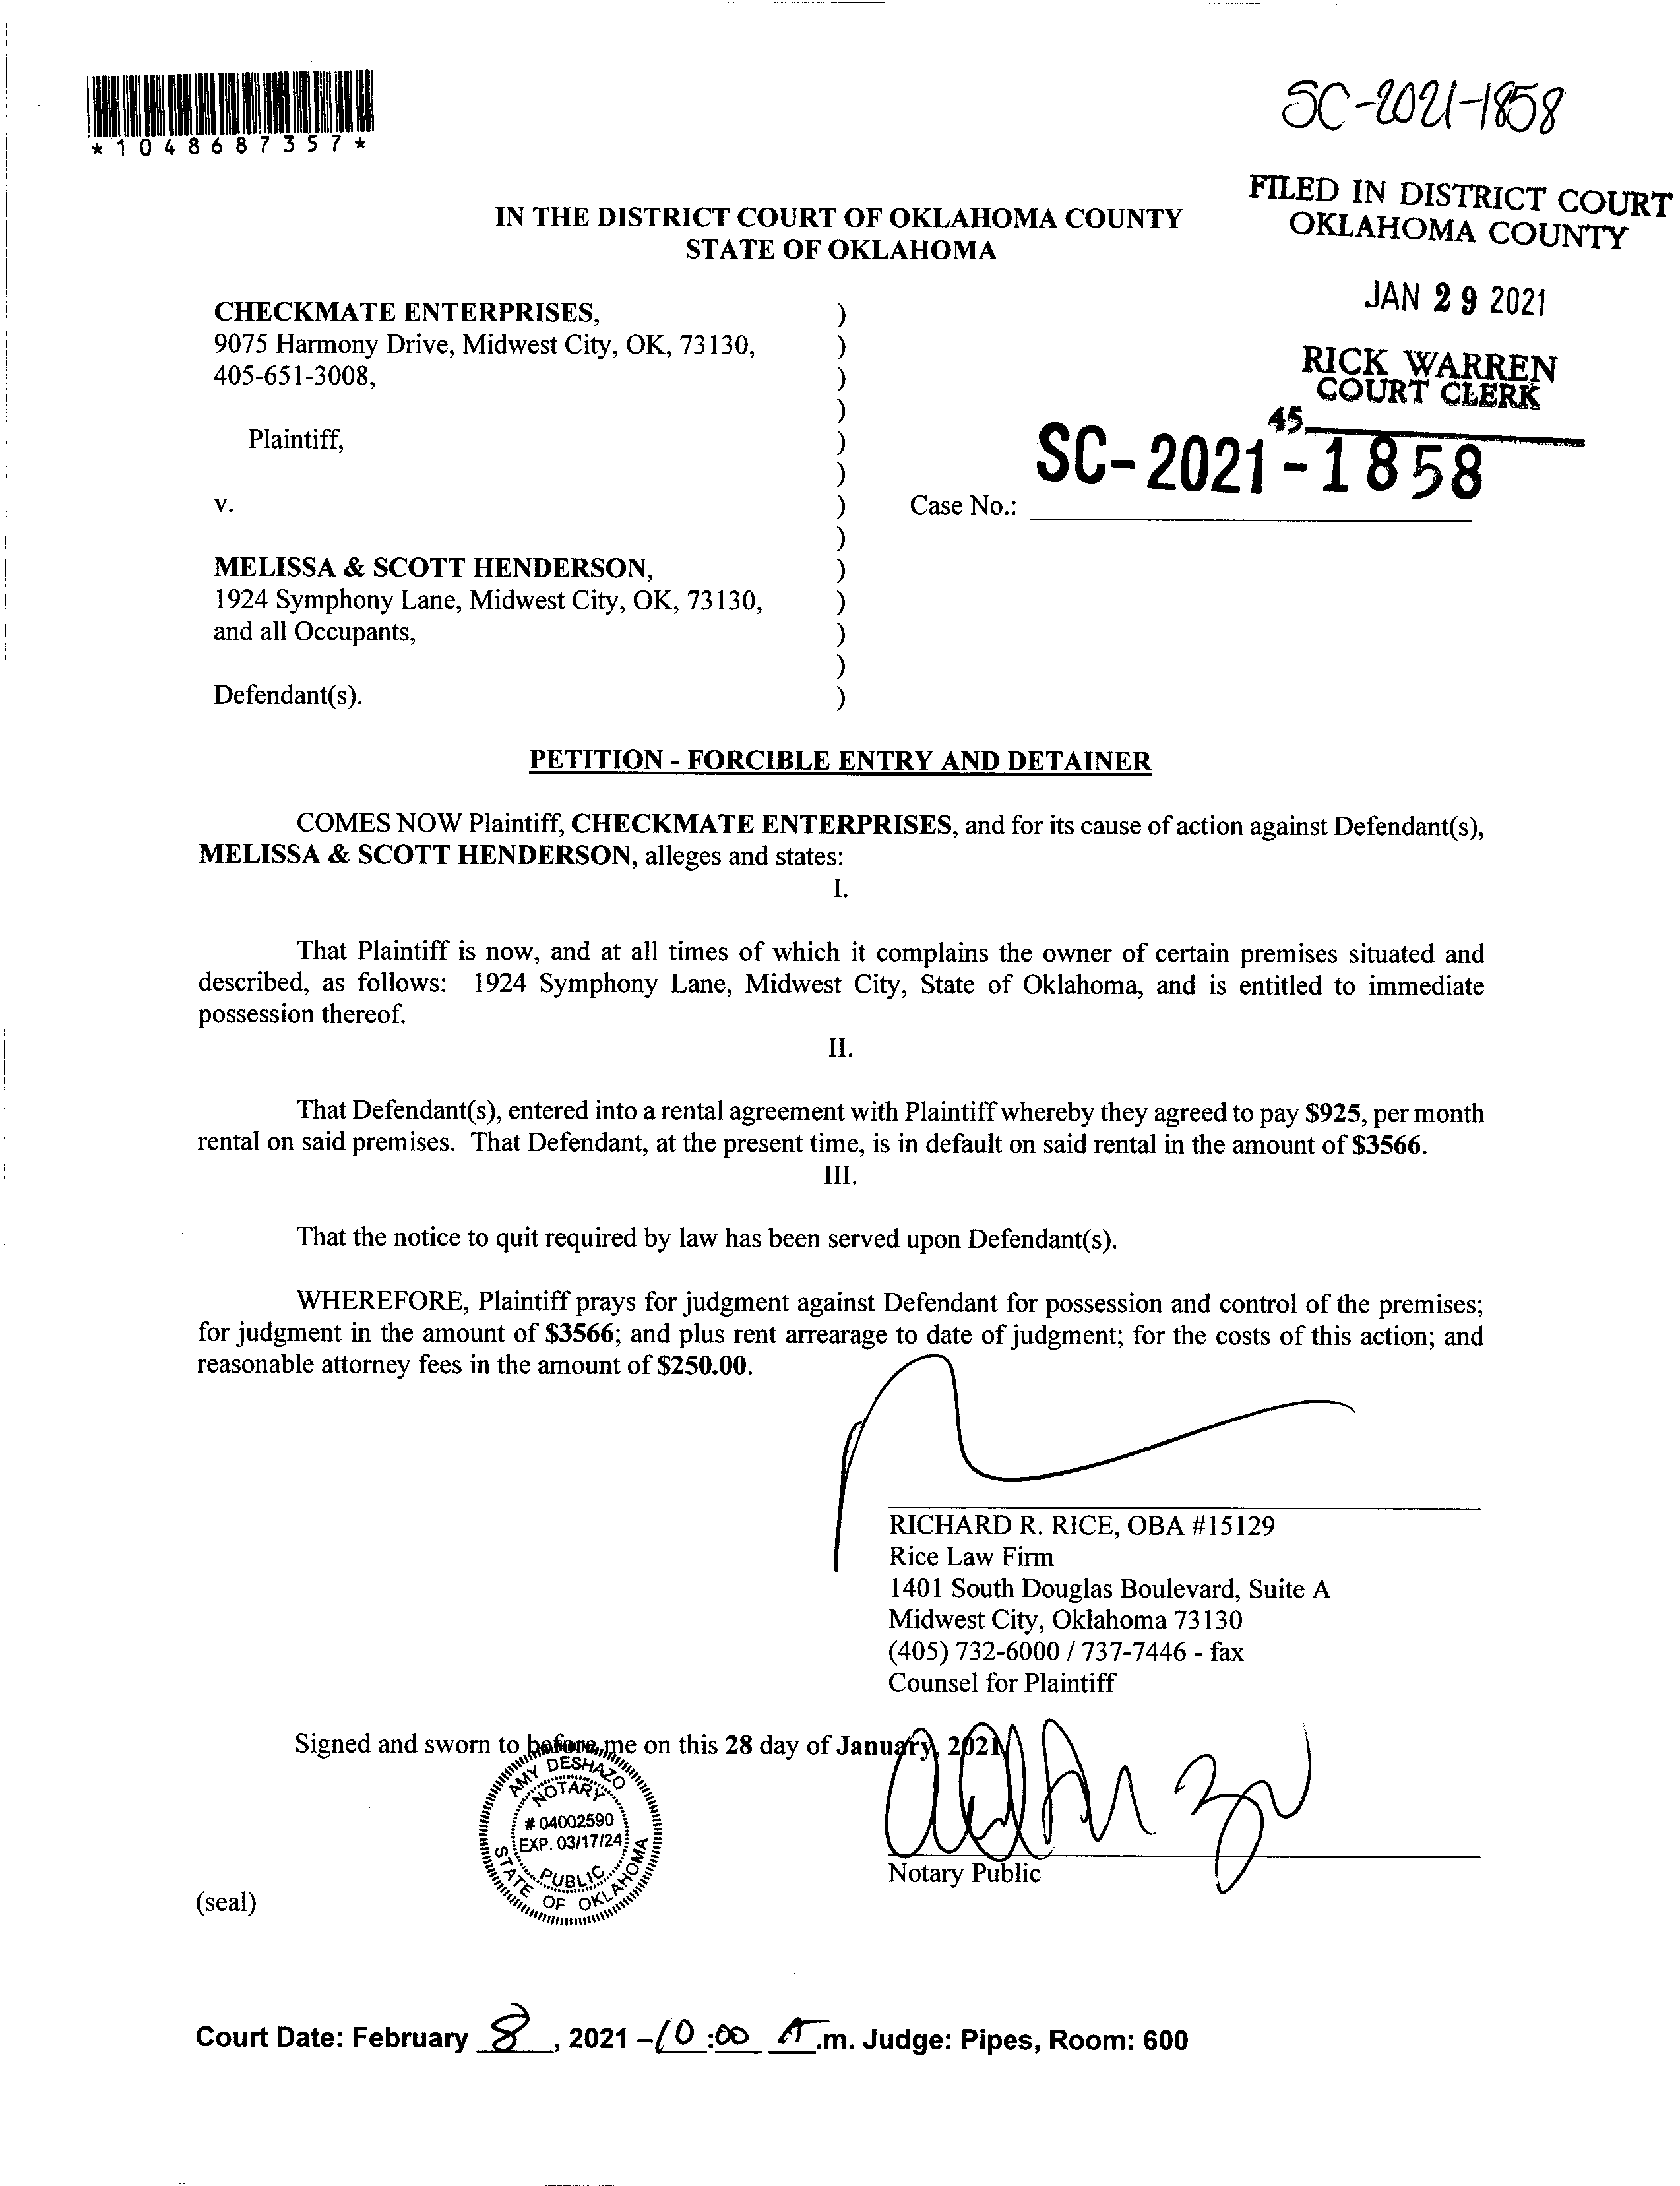 *1048687357*
SC-2021-1858
FILED IN DISTRICT COURT
OKLAHOMA COUNTY
JAN 29 2021
RICK WARREN
COURT CLERK
45
IN THE DISTRICT COURT OF OKLAHOMA COUNTY
STATE OF OKLAHOMA
CHECKMATE ENTERPRISES, )
9075 Harmony Drive, Midwest City, OK, 73130, )
405-651-3008, )
)
Plaintiff, )
)
v. ) Case No.: SC-2021-1858
)
MELISSA & SCOTT HENDERSON, )
1924 Symphony Lane, Midwest City, OK, 73130, )
and all Occupants, )
)
Defendant(s). )
PETITION - FORCIBLE ENTRY AND DETAINER
COMES NOW Plaintiff, CHECKMATE ENTERPRISES, and for its cause of action against Defendant(s),
MELISSA & SCOTT HENDERSON, alleges and states:
I.
That Plaintiff is now, and at all times of which it complains the owner of certain premises situated and
described, as follows: 1924 Symphony Lane, Midwest City, State of Oklahoma, and is entitled to immediate
possession thereof.
II.
That Defendant(s), entered into a rental agreement with Plaintiff whereby they agreed to pay $925, per month
rental on said premises. That Defendant, at the present time, is in default on said rental in the amount of $3566.
III.
That the notice to quit required by law has been served upon Defendant(s).
WHEREFORE, Plaintiff prays for judgment against Defendant for possession and control of the premises;
for judgment in the amount of $3566; and plus rent arrearage to date of judgment; for the costs of this action; and
reasonable attorney fees in the amount of $250.00.
RICHARD R. RICE, OBA #15129
Rice Law Firm
1401 South Douglas Boulevard, Suite A
Midwest City, Oklahoma 73130
(405) 732-6000 / 737-7446 - fax
Counsel for Plaintiff
Signed and sworn to before me on this 28 day of January, 2021
AMY DESHAZO
NOTARY
# 04002590
EXP. 03/17/24
PUBLIC
STATE OF OKLAHOMA
Notary Public
(seal)
Court Date: February 8, 2021 - 10:00 A.m. Judge: Pipes, Room: 600